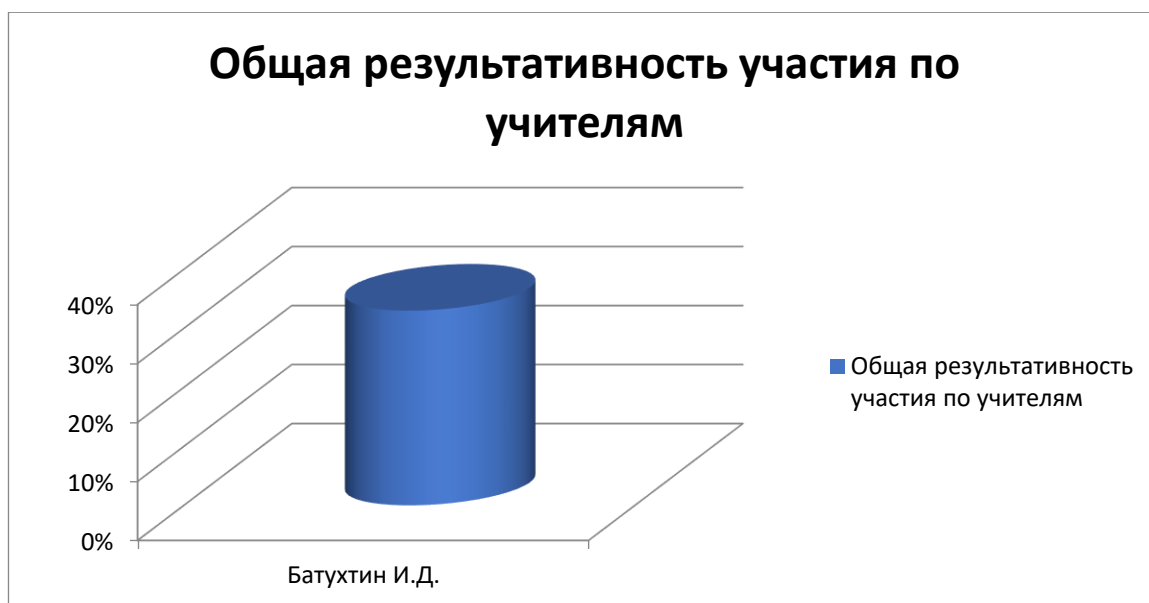 Общая результативность участия по
учителям
40%
30%
20%
10%
0%
Батухтин И.Д.
Общая результативность
участия по учителям